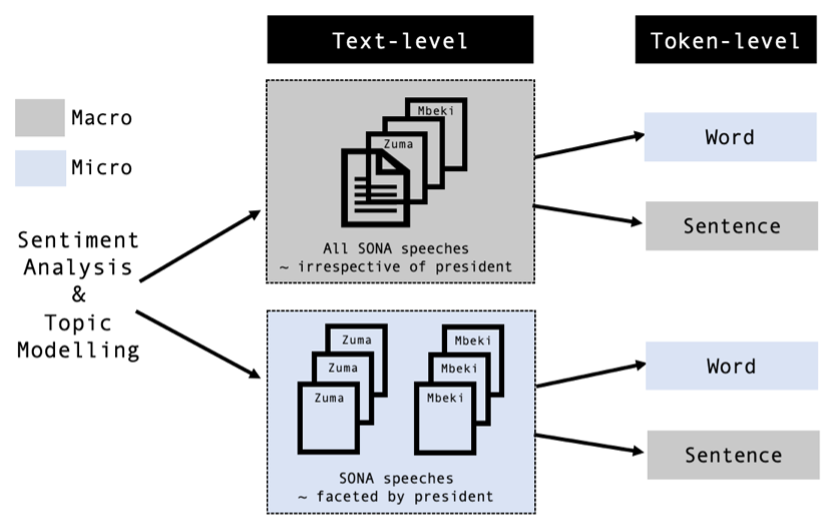 Text-level
Token-level
Macro
Micro
Sentiment
Analysis
&
Topic
Modelling
Mbeki
Zuma
All SONA speeches
~ irrespective of president
Word
Sentence
Zuma
Zuma
Zuma
Mbeki
Mbeki
Mbeki
SONA speeches
~ faceted by president
Word
Sentence